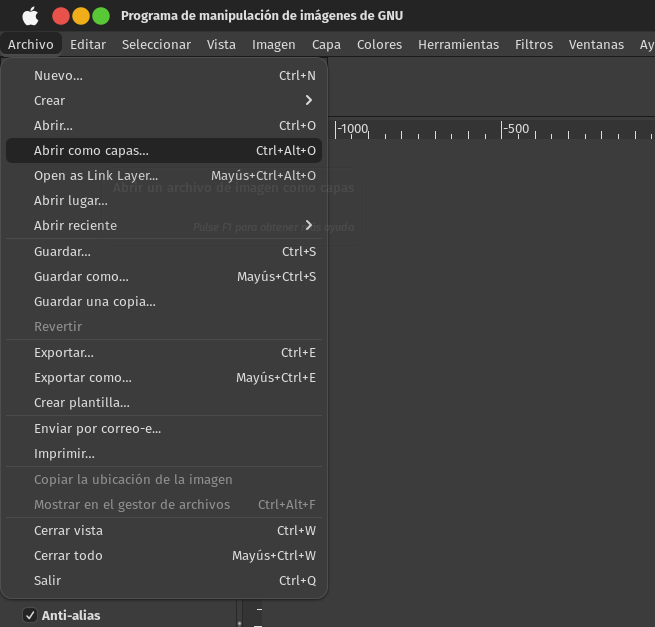 Programa de manipulación de imágenes de GNU
Archivo Editar Seleccionar Vista Imagen Capa Colores Herramientas Filtros Ventanas Ay
Nuevo... Ctrl+N
Crear
Abrir... Ctrl+O
Abrir como capas... Ctrl+Alt+O
Open as Link Layer... Mayús+Ctrl+Alt+O
Abrir un archivo de imagen como capas
Abrir lugar...
Abrir reciente
Pulse F1 para obtener más ayuda
Guardar... Ctrl+S
Guardar como... Mayús+Ctrl+S
Guardar una copia...
Revertir
Exportar... Ctrl+E
Exportar como... Mayús+Ctrl+E
Crear plantilla...
Enviar por correo-e...
Imprimir...
Copiar la ubicación de la imagen
Mostrar en el gestor de archivos Ctrl+Alt+F
Cerrar vista Ctrl+W
Cerrar todo Mayús+Ctrl+W
Salir Ctrl+Q
-1000 -500
Anti-alias